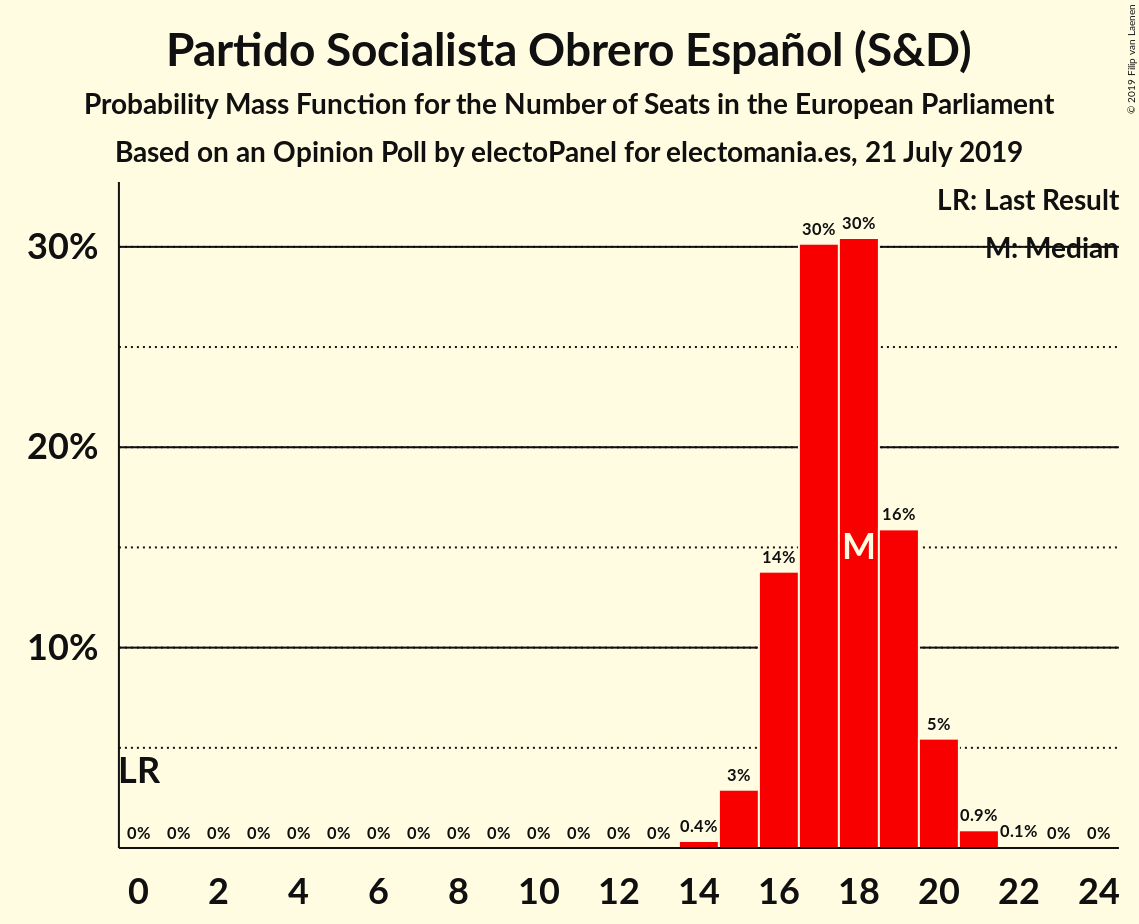 Partido Socialista Obrero Español (S&D)
Probability Mass Function for the Number of Seats in the European Parliament
Based on an Opinion Poll by electoPanel for electomania.es, 21 July 2019
© 2019 Filip van Laenen
LR: Last Result
M: Median
30%
20%
10%
30%
30%
16%
14%
M
5%
3%
LR
0.9%
0.4%
0.1%
0% 0% 0% 0% 0% 0% 0% 0% 0% 0% 0% 0% 0% 0% 0% 0%
0 2 4 6 8 10 12 14 16 18 20 22 24